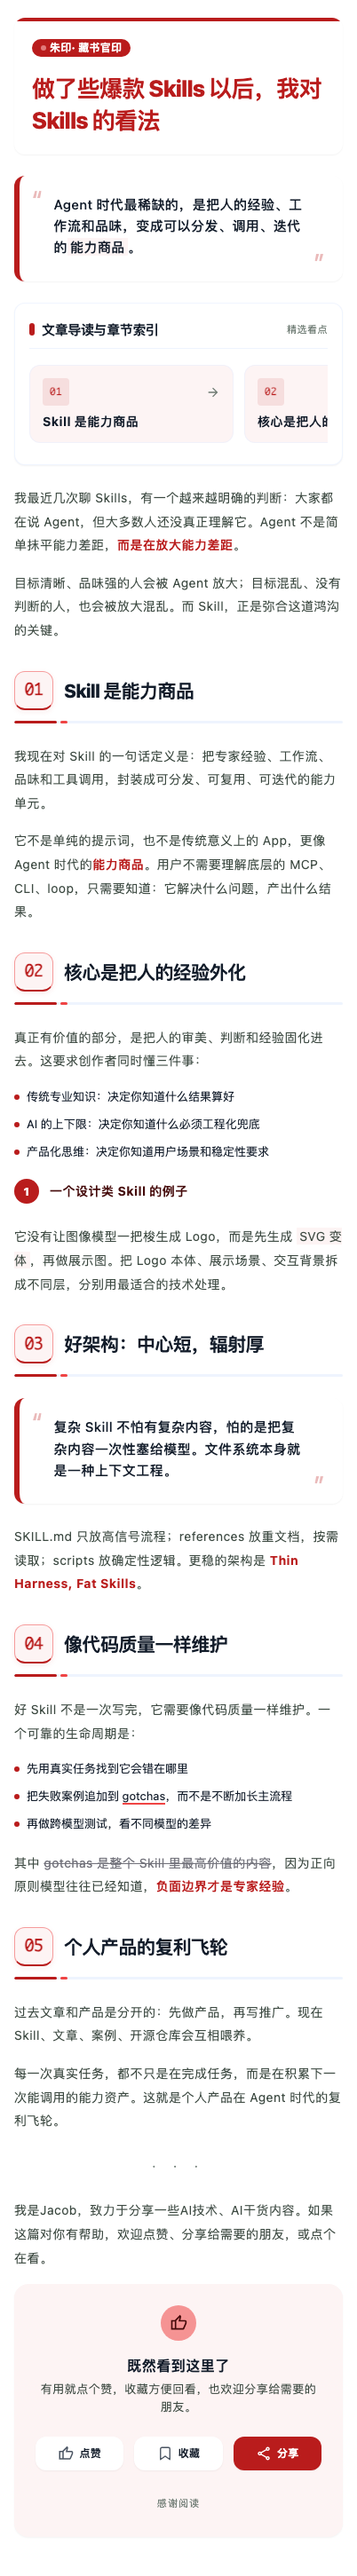 朱印· 藏书官印
做了些爆款 Skills 以后，我对
Skills 的看法
"
Agent 时代最稀缺的，是把人的经验、工
作流和品味，变成可以分发、调用、迭代
的 能力商品 。
"
文章导读与章节索引
精选看点
01
→
Skill 是能力商品
02
核心是把人的
我最近几次聊 Skills，有一个越来越明确的判断：大家都
在说 Agent，但大多数人还没真正理解它。Agent 不是简
单抹平能力差距，而是在放大能力差距。
目标清晰、品味强的人会被 Agent 放大；目标混乱、没有
判断的人，也会被放大混乱。而 Skill，正是弥合这道鸿沟
的关键。
01
Skill 是能力商品
我现在对 Skill 的一句话定义是：把专家经验、工作流、
品味和工具调用，封装成可分发、可复用、可迭代的能力
单元。
它不是单纯的提示词，也不是传统意义上的 App，更像
Agent 时代的能力商品。用户不需要理解底层的 MCP、
CLI、loop，只需要知道：它解决什么问题，产出什么结
果。
02
核心是把人的经验外化
真正有价值的部分，是把人的审美、判断和经验固化进
去。这要求创作者同时懂三件事：
传统专业知识：决定你知道什么结果算好
AI 的上下限：决定你知道什么必须工程化兜底
产品化思维：决定你知道用户场景和稳定性要求
1
一个设计类 Skill 的例子
它没有让图像模型一把梭生成 Logo，而是先生成 SVG 变
体 ，再做展示图。把 Logo 本体、展示场景、交互背景拆
成不同层，分别用最适合的技术处理。
03
好架构：中心短，辐射厚
"
复杂 Skill 不怕有复杂内容，怕的是把复
杂内容一次性塞给模型。文件系统本身就
是一种上下文工程。
"
SKILL.md 只放高信号流程；references 放重文档，按需
读取；scripts 放确定性逻辑。更稳的架构是 Thin
Harness, Fat Skills。
04
像代码质量一样维护
好 Skill 不是一次写完，它需要像代码质量一样维护。一
个可靠的生命周期是：
先用真实任务找到它会错在哪里
把失败案例追加到 gotchas，而不是不断加长主流程
再做跨模型测试，看不同模型的差异
其中 gotchas 是整个 Skill 里最高价值的内容，因为正向
原则模型往往已经知道，负面边界才是专家经验。
05
个人产品的复利飞轮
过去文章和产品是分开的：先做产品，再写推广。现在
Skill、文章、案例、开源仓库会互相喂养。
每一次真实任务，都不只是在完成任务，而是在积累下一
次能调用的能力资产。这就是个人产品在 Agent 时代的复
利飞轮。
· · ·
我是Jacob，致力于分享一些AI技术、AI干货内容。如果
这篇对你有帮助，欢迎点赞、分享给需要的朋友，或点个
在看。
既然看到这里了
有用就点个赞，收藏方便回看，也欢迎分享给需要的
朋友。
点赞
收藏
分享
感谢阅读